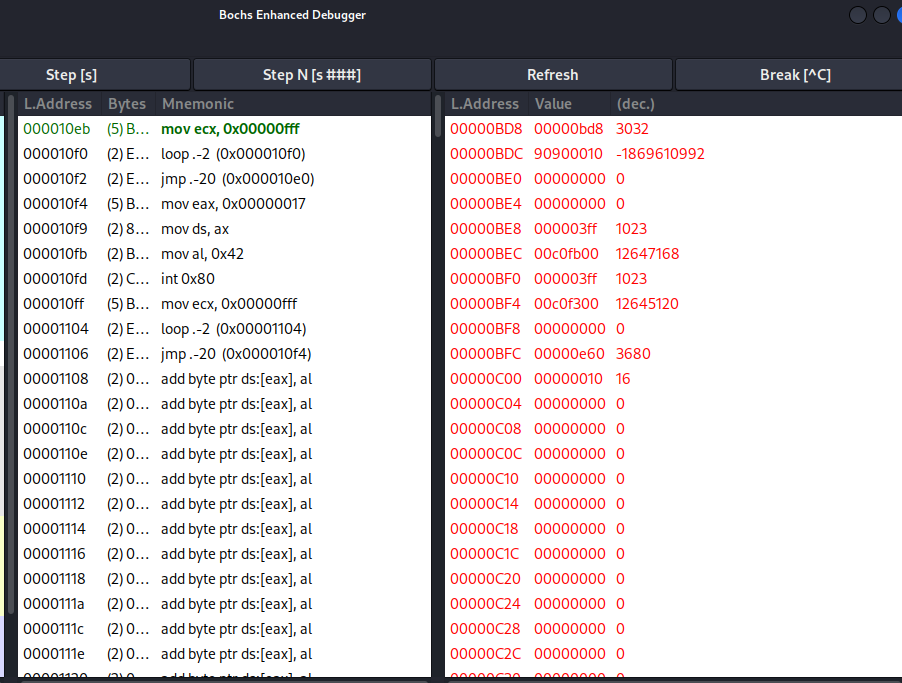 Bochs Enhanced Debugger
Step [s] Step N [s ###] Refresh Break [^C]
L.Address Bytes Mnemonic L.Address Value (dec.)
000010eb (5) B... mov ecx, 0x00000fff 00000BD8 00000bd8 3032
000010f0 (2) E... loop .-2 (0x000010f0) 00000BDC 90900010 -1869610992
000010f2 (2) E... jmp .-20 (0x000010e0) 00000BE0 00000000 0
000010f4 (5) B... mov eax, 0x00000017 00000BE4 00000000 0
000010f9 (2) 8... mov ds, ax 00000BE8 000003ff 1023
000010fb (2) B... mov al, 0x42 00000BEC 00c0fb00 12647168
000010fd (2) C... int 0x80 00000BF0 000003ff 1023
000010ff (5) B... mov ecx, 0x00000fff 00000BF4 00c0f300 12645120
00001104 (2) E... loop .-2 (0x00001104) 00000BF8 00000000 0
00001106 (2) E... jmp .-20 (0x000010f4) 00000BFC 00000e60 3680
00001108 (2) 0... add byte ptr ds:[eax], al 00000C00 00000010 16
0000110a (2) 0... add byte ptr ds:[eax], al 00000C04 00000000 0
0000110c (2) 0... add byte ptr ds:[eax], al 00000C08 00000000 0
0000110e (2) 0... add byte ptr ds:[eax], al 00000C0C 00000000 0
00001110 (2) 0... add byte ptr ds:[eax], al 00000C10 00000000 0
00001112 (2) 0... add byte ptr ds:[eax], al 00000C14 00000000 0
00001114 (2) 0... add byte ptr ds:[eax], al 00000C18 00000000 0
00001116 (2) 0... add byte ptr ds:[eax], al 00000C1C 00000000 0
00001118 (2) 0... add byte ptr ds:[eax], al 00000C20 00000000 0
0000111a (2) 0... add byte ptr ds:[eax], al 00000C24 00000000 0
0000111c (2) 0... add byte ptr ds:[eax], al 00000C28 00000000 0
0000111e (2) 0... add byte ptr ds:[eax], al 00000C2C 00000000 0